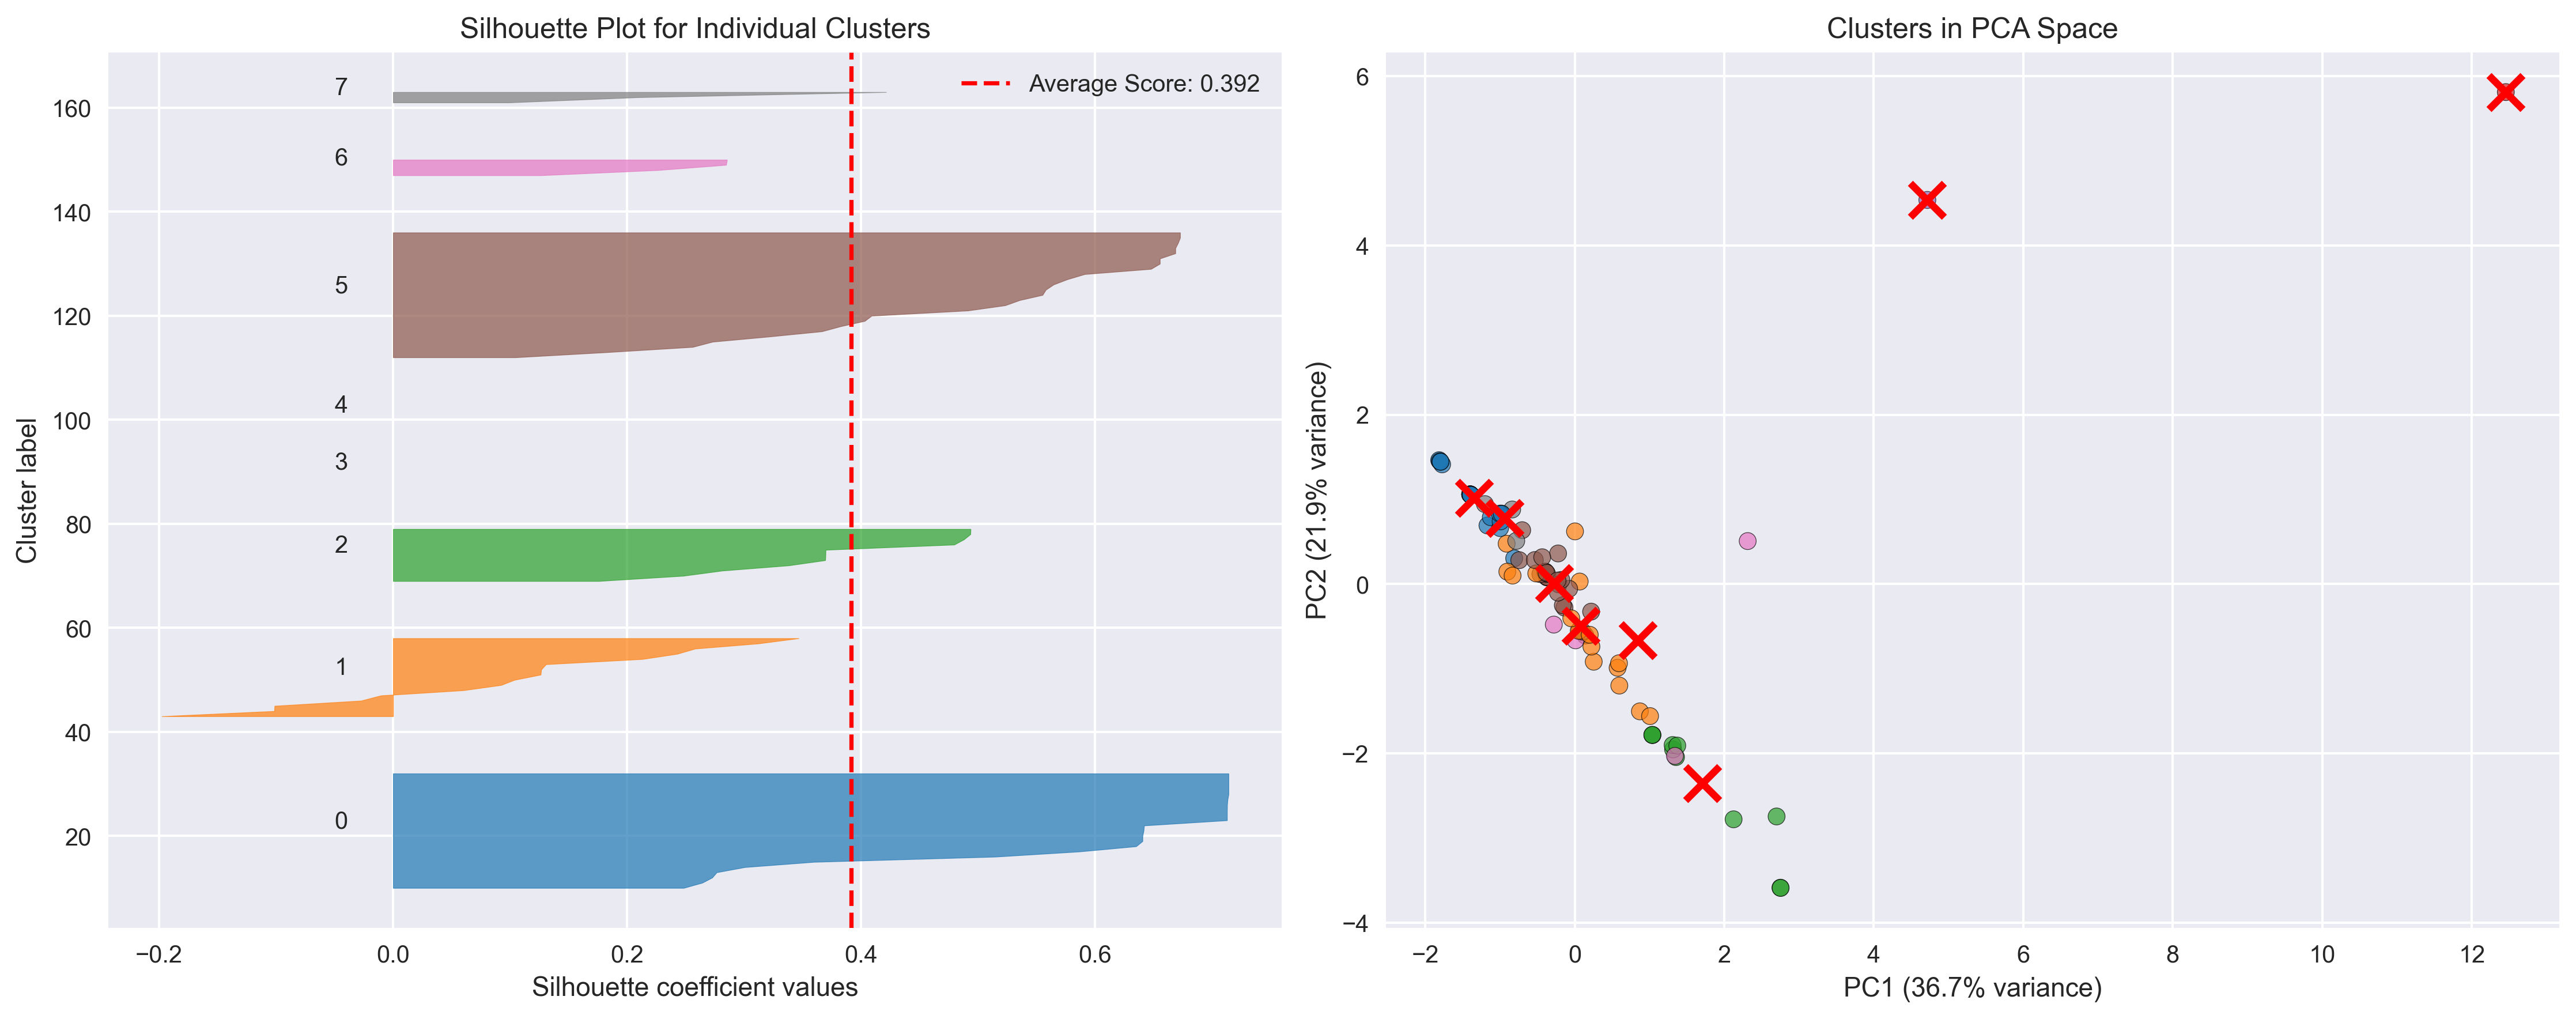 Silhouette Plot for Individual Clusters
Average Score: 0.392
7
6
5
4
3
2
1
0
160
140
120
100
80
60
40
20
Cluster label
−0.2 0.0 0.2 0.4 0.6
Silhouette coefficient values
Clusters in PCA Space
6
4
2
0
−2
−4
PC2 (21.9% variance)
−2 0 2 4 6 8 10 12
PC1 (36.7% variance)